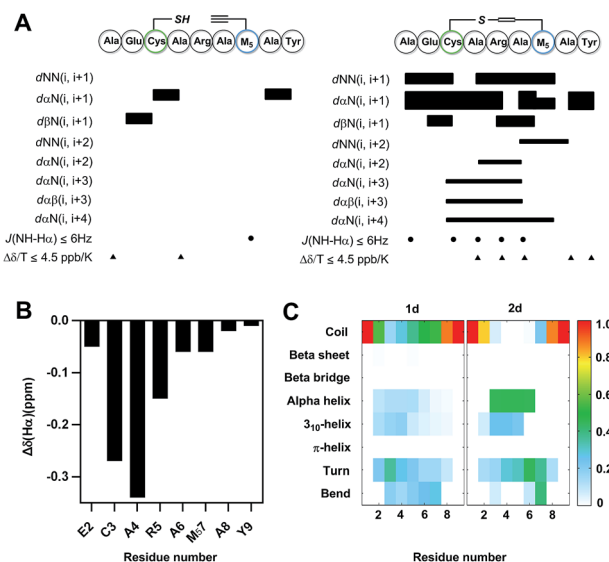 A
SH
S
Ala Glu Cys Ala Arg Ala M₅ Ala Tyr
Ala Glu Cys Ala Arg Ala M₅ Ala Tyr
dNN(i, i+1)
dαN(i, i+1)
dβN(i, i+1)
dNN(i, i+2)
dαN(i, i+2)
dαN(i, i+3)
dαβ(i, i+3)
dαN(i, i+4)
J(NH-Hα) ≤ 6Hz
Δδ/T ≤ 4.5 ppb/K
dNN(i, i+1)
dαN(i, i+1)
dβN(i, i+1)
dNN(i, i+2)
dαN(i, i+2)
dαN(i, i+3)
dαβ(i, i+3)
dαN(i, i+4)
J(NH-Hα) ≤ 6Hz
Δδ/T ≤ 4.5 ppb/K
B
Δδ(Hα)(ppm)
0.0
-0.1
-0.2
-0.3
E2 C3 A4 R5 A6 M₅7 A8 Y9
Residue number
C
1d 2d
Coil
Beta sheet
Beta bridge
Alpha helix
3₁₀-helix
π-helix
Turn
Bend
2 4 6 8 2 4 6 8
Residue number
1.0
0.8
0.6
0.4
0.2
0